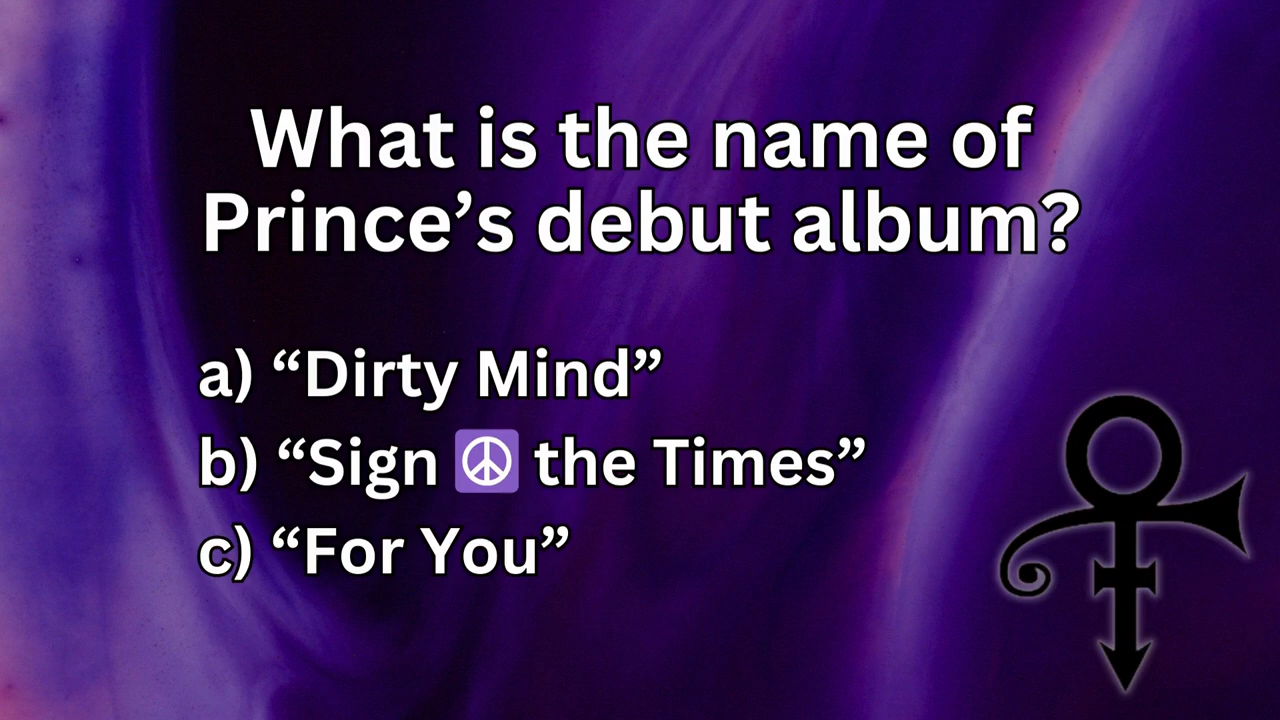 What is the name of
Prince’s debut album?
a) “Dirty Mind”
b) “Sign ☮ the Times”
c) “For You”